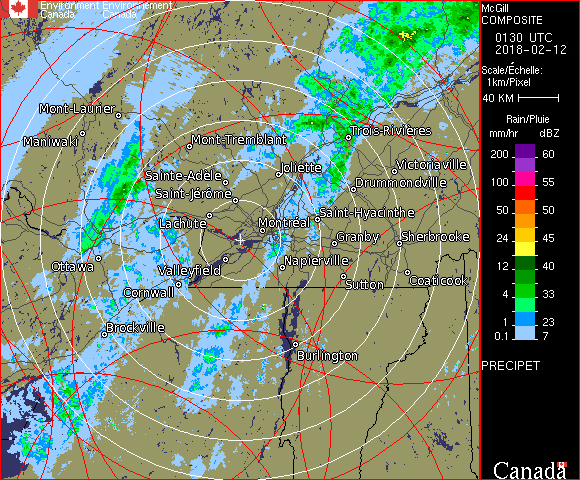 Environment Environnement
Canada Canada
McGill
COMPOSITE
0130 UTC
2018-02-12
Scale/Échelle:
1km/Pixel
40 KM
Rain/Pluie
mm/hr dBZ
200 60
100 55
50 50
24 45
12 40
4 33
1 23
0.1 7
PRECIPET
Canada
Mont-Laurier
Maniwaki
Mont-Tremblant
Trois-Rivières
Joliette
Victoriaville
Sainte-Adèle
Drummondville
Saint-Jérôme
Saint-Hyacinthe
Lachute
Montréal
Granby
Sherbrooke
Ottawa
Valleyfield
Napierville
Sutton
Coaticook
Cornwall
Brockville
Burlington